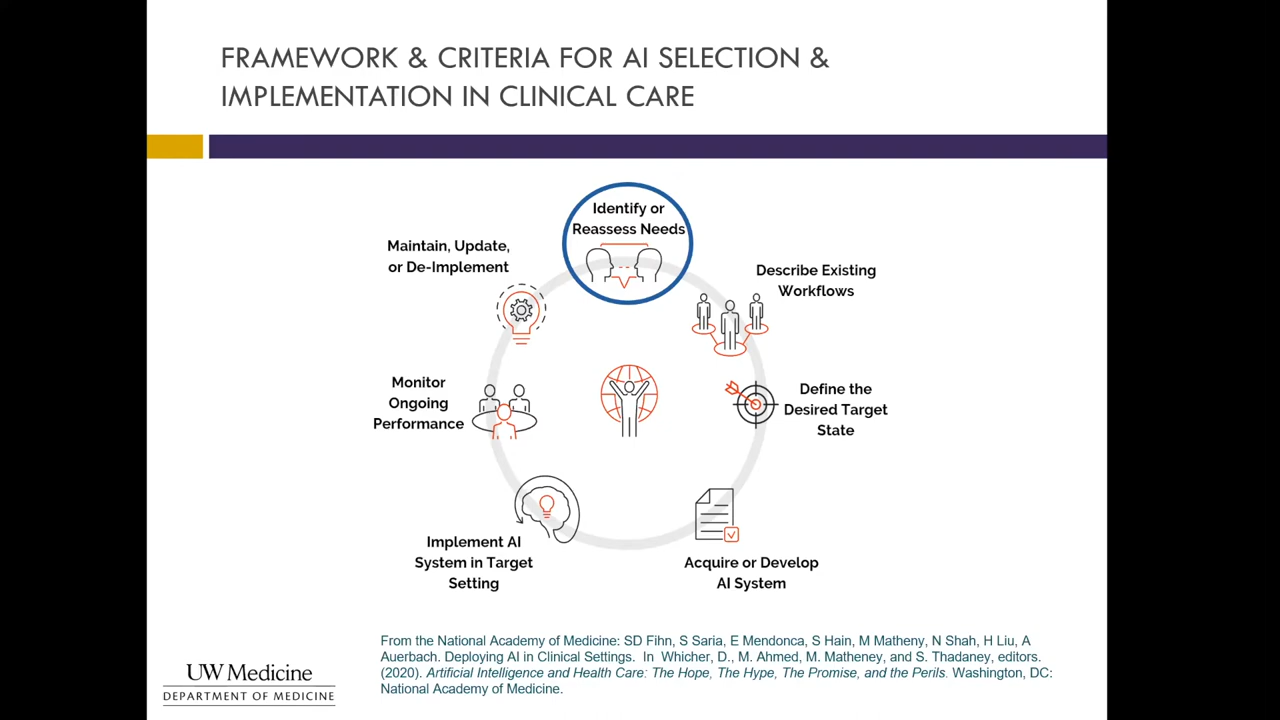 FRAMEWORK & CRITERIA FOR AI SELECTION &
IMPLEMENTATION IN CLINICAL CARE
Identify or
Reassess Needs
Describe Existing
Workflows
Define the
Desired Target
State
Acquire or Develop
AI System
Implement AI
System in Target
Setting
Monitor
Ongoing
Performance
Maintain, Update,
or De-Implement
From the National Academy of Medicine: SD Fihn, S Saria, E Mendonca, S Hain, M Matheny, N Shah, H Liu, A
Auerbach. Deploying AI in Clinical Settings. In Whicher, D., M. Ahmed, M. Matheney, and S. Thadaney, editors.
(2020). Artificial Intelligence and Health Care: The Hope, The Hype, The Promise, and the Perils. Washington, DC:
National Academy of Medicine.
UW Medicine
DEPARTMENT OF MEDICINE